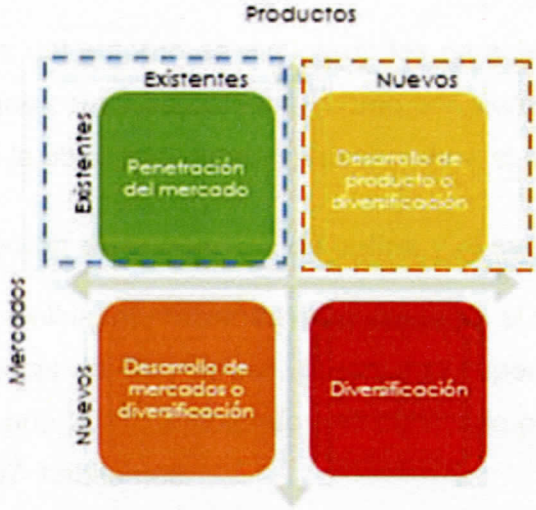 Productos
Existentes
Nuevos
Existentes
Penetración
del mercado
Desarrollo de
producto o
diversificación
Mercados
Nuevos
Desarrollo de
mercados o
diversificación
Diversificación